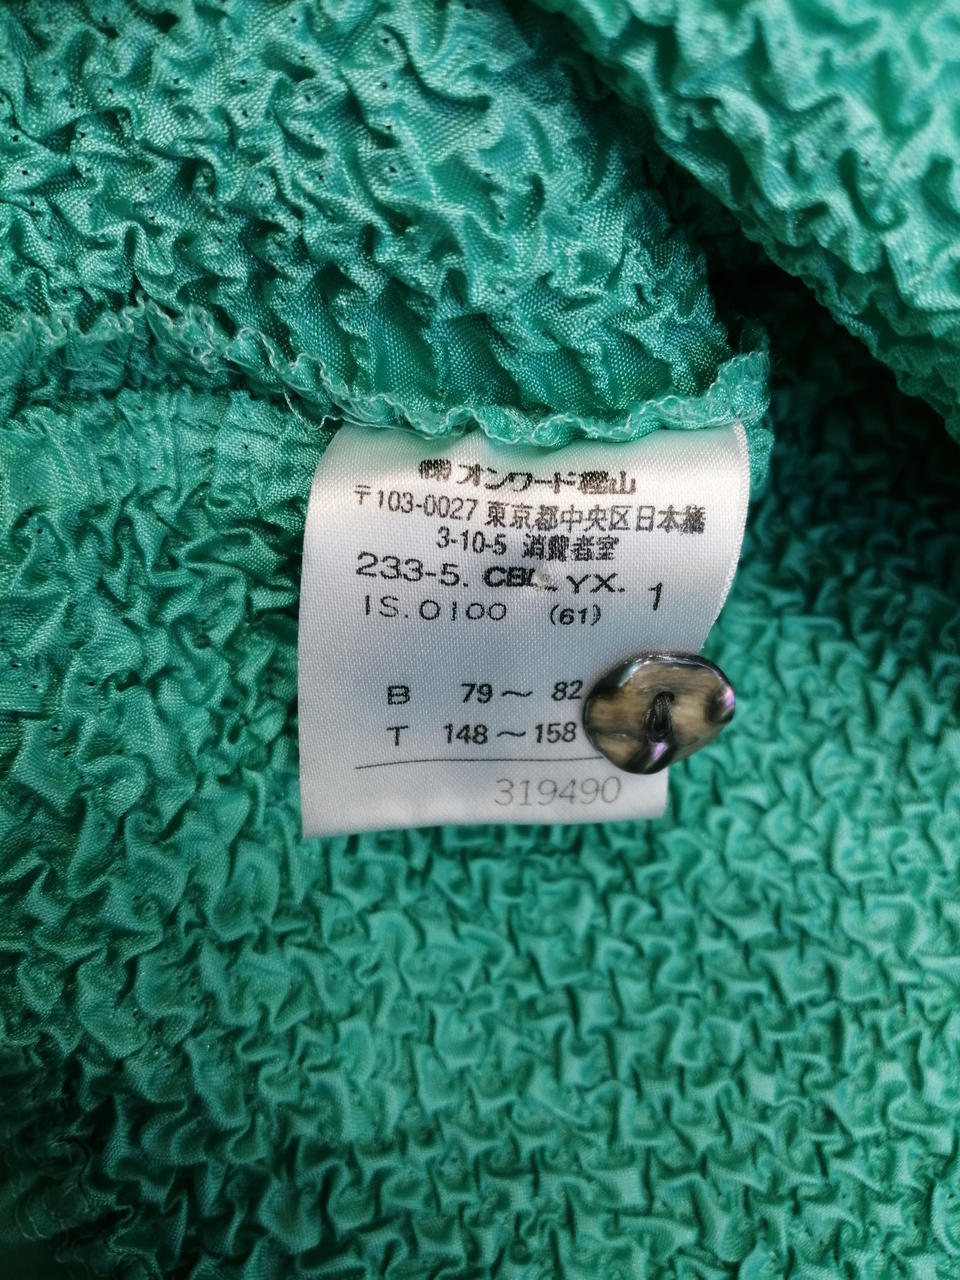 ㈱オンワード樫山
〒103-0027 東京都中央区日本橋
3-10-5 消費者室
233-5. CBL YX. 1
IS.0100 (61)
B 79～ 82
T 148～158
319490